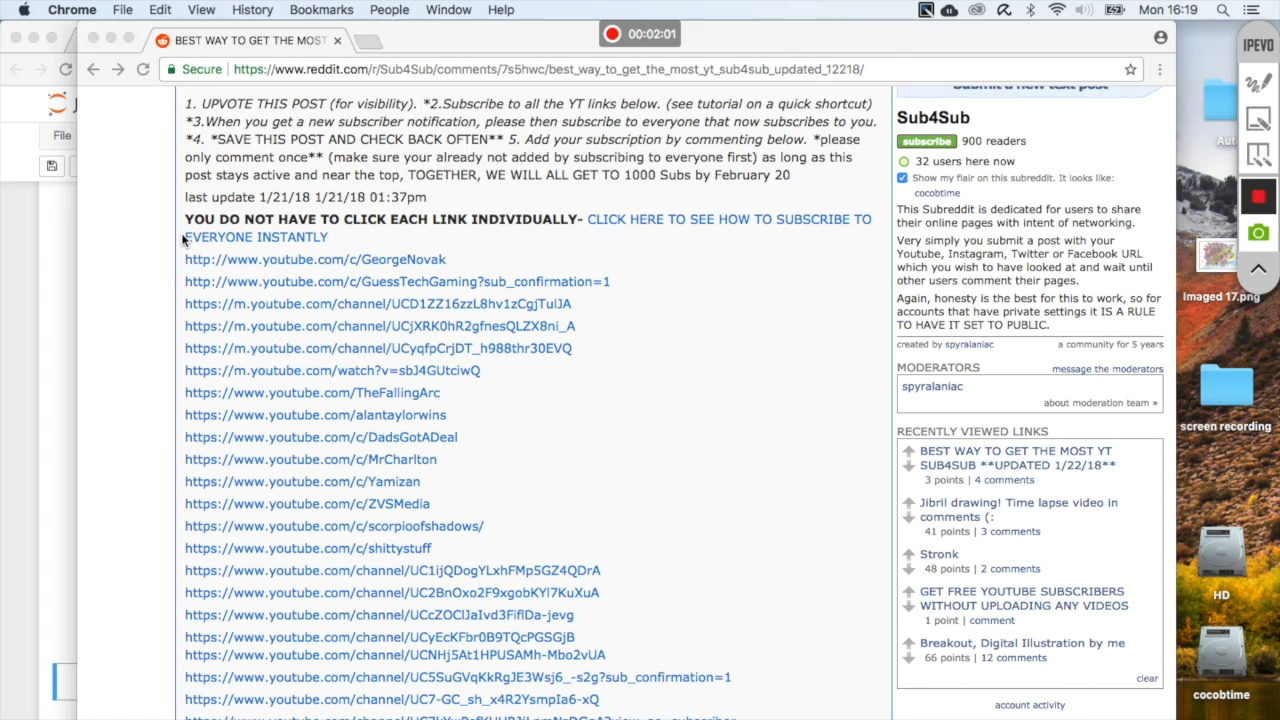 Chrome File Edit View History Bookmarks People Window Help Mon 16:19
00:02:01
IPEVO
BEST WAY TO GET THE MOST
Secure https://www.reddit.com/r/Sub4Sub/comments/7s5hwc/best_way_to_get_the_most_yt_sub4sub_updated_12218/
File
1. UPVOTE THIS POST (for visibility). *2.Subscribe to all the YT links below. (see tutorial on a quick shortcut)
*3.When you get a new subscriber notification, please then subscribe to everyone that now subscribes to you.
*4. *SAVE THIS POST AND CHECK BACK OFTEN** 5. Add your subscription by commenting below. *please
only comment once** (make sure your already not added by subscribing to everyone first) as long as this
post stays active and near the top, TOGETHER, WE WILL ALL GET TO 1000 Subs by February 20
last update 1/21/18 1/21/18 01:37pm
YOU DO NOT HAVE TO CLICK EACH LINK INDIVIDUALLY- CLICK HERE TO SEE HOW TO SUBSCRIBE TO
EVERYONE INSTANTLY
http://www.youtube.com/c/GeorgeNovak
http://www.youtube.com/c/GuessTechGaming?sub_confirmation=1
https://m.youtube.com/channel/UCD1ZZ16zzL8hv1zCgjTulJA
https://m.youtube.com/channel/UCjXRK0hR2gfnesQLZX8ni_A
https://m.youtube.com/channel/UCyqfpCrjDT_h988thr30EVQ
https://m.youtube.com/watch?v=sbJ4GUtciwQ
https://www.youtube.com/TheFallingArc
https://www.youtube.com/alantaylorwins
https://www.youtube.com/c/DadsGotADeal
https://www.youtube.com/c/MrCharlton
https://www.youtube.com/c/Yamizan
https://www.youtube.com/c/ZVSMedia
https://www.youtube.com/c/scorpioofshadows/
https://www.youtube.com/c/shittystuff
https://www.youtube.com/channel/UC1ijQDogYLxhFMp5GZ4QDrA
https://www.youtube.com/channel/UC2BnOxo2F9xgobKYl7KuXuA
https://www.youtube.com/channel/UCcZOClJaIvd3FiflDa-jevg
https://www.youtube.com/channel/UCyEcKFbr0B9TQcPGSGjB
https://www.youtube.com/channel/UCNHj5At1HPUSAMh-Mbo2vUA
https://www.youtube.com/channel/UC5SuGVqKkRgJE3Wsj6_-s2g?sub_confirmation=1
https://www.youtube.com/channel/UC7-GC_sh_x4R2YsmpIa6-xQ
Submit a new text post
Sub4Sub
subscribe 900 readers
32 users here now
Show my flair on this subreddit. It looks like:
cocobtime
This Subreddit is dedicated for users to share
their online pages with intent of networking.
Very simply you submit a post with your
Youtube, Instagram, Twitter or Facebook URL
which you wish to have looked at and wait until
other users comment their pages.
Again, honesty is the best for this to work, so for
accounts that have private settings it IS A RULE
TO HAVE IT SET TO PUBLIC.
created by spyralaniac a community for 5 years
MODERATORS message the moderators
spyralaniac
about moderation team »
RECENTLY VIEWED LINKS
BEST WAY TO GET THE MOST YT
SUB4SUB **UPDATED 1/22/18**
3 points | 4 comments
Jibril drawing! Time lapse video in
comments (:
41 points | 3 comments
Stronk
48 points | 2 comments
GET FREE YOUTUBE SUBSCRIBERS
WITHOUT UPLOADING ANY VIDEOS
1 point | comment
Breakout, Digital Illustration by me
66 points | 12 comments
clear
account activity
Imaged 17.png
screen recording
HD
cocobtime